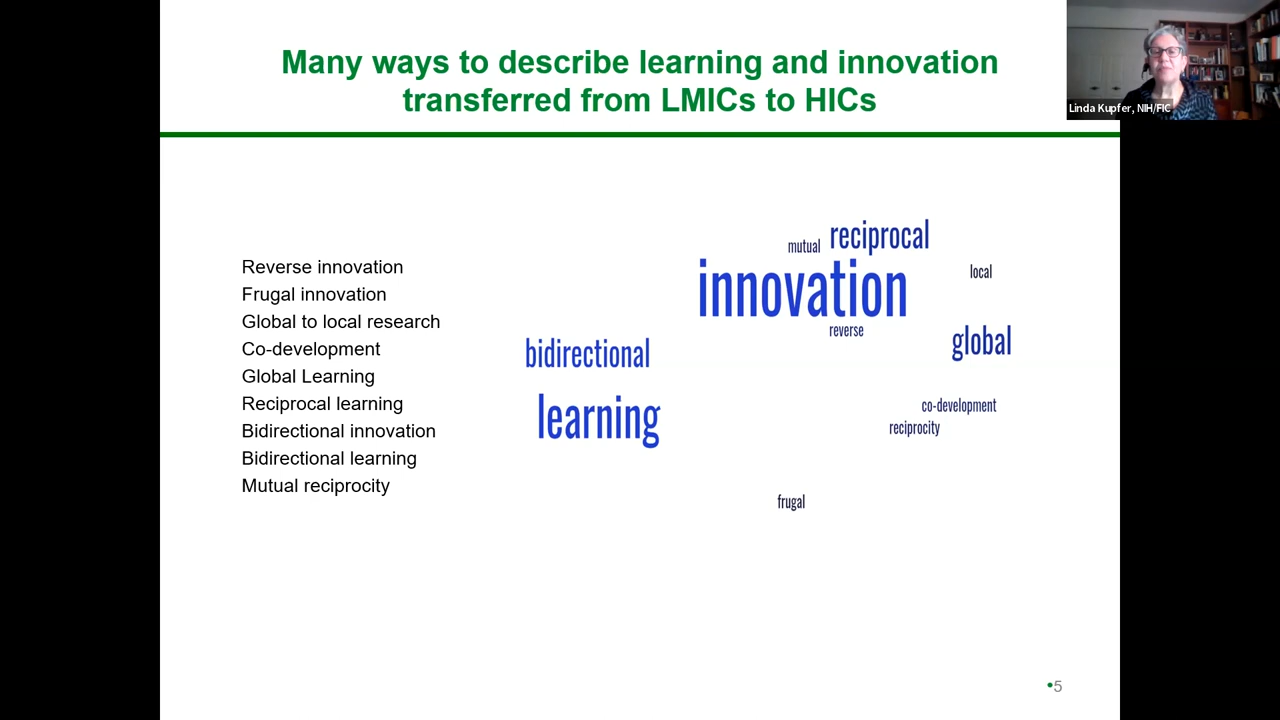 Many ways to describe learning and innovation
transferred from LMICs to HICs
Linda Kupfer, NIH/FIC
Reverse innovation
Frugal innovation
Global to local research
Co-development
Global Learning
Reciprocal learning
Bidirectional innovation
Bidirectional learning
Mutual reciprocity
mutual reciprocal
innovation
local
reverse
global
bidirectional
learning
co-development
reciprocity
frugal
•5